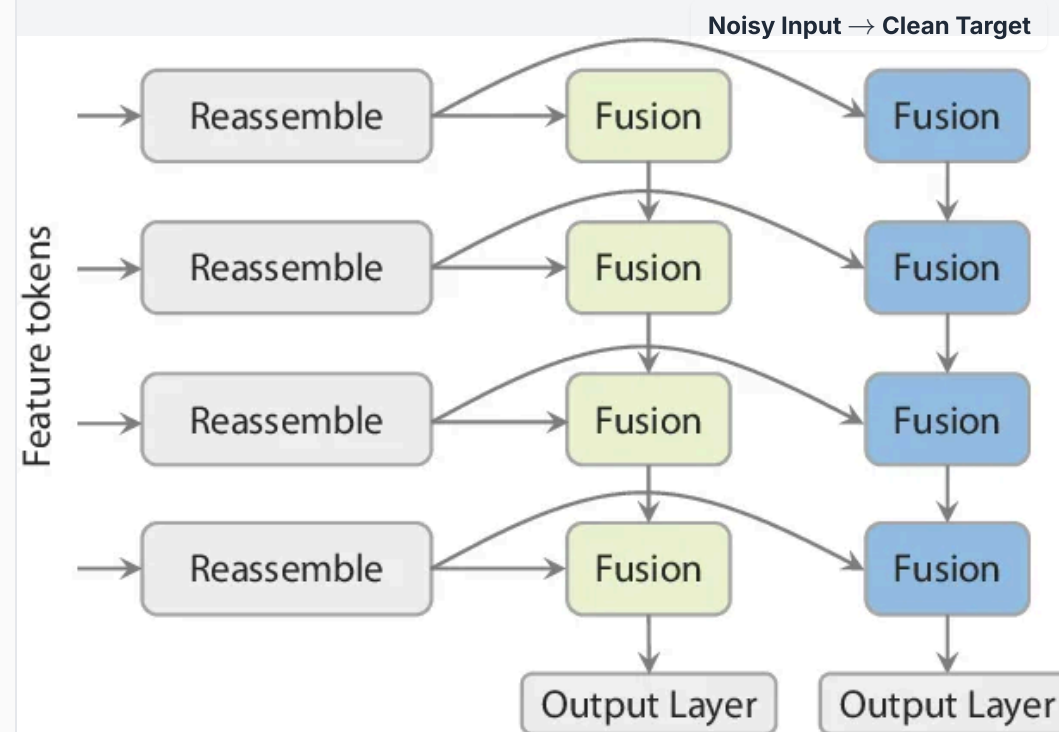 Noisy Input → Clean Target
Reassemble Fusion Fusion
Reassemble Fusion Fusion
Feature tokens
Reassemble Fusion Fusion
Reassemble Fusion Fusion
Output Layer Output Layer